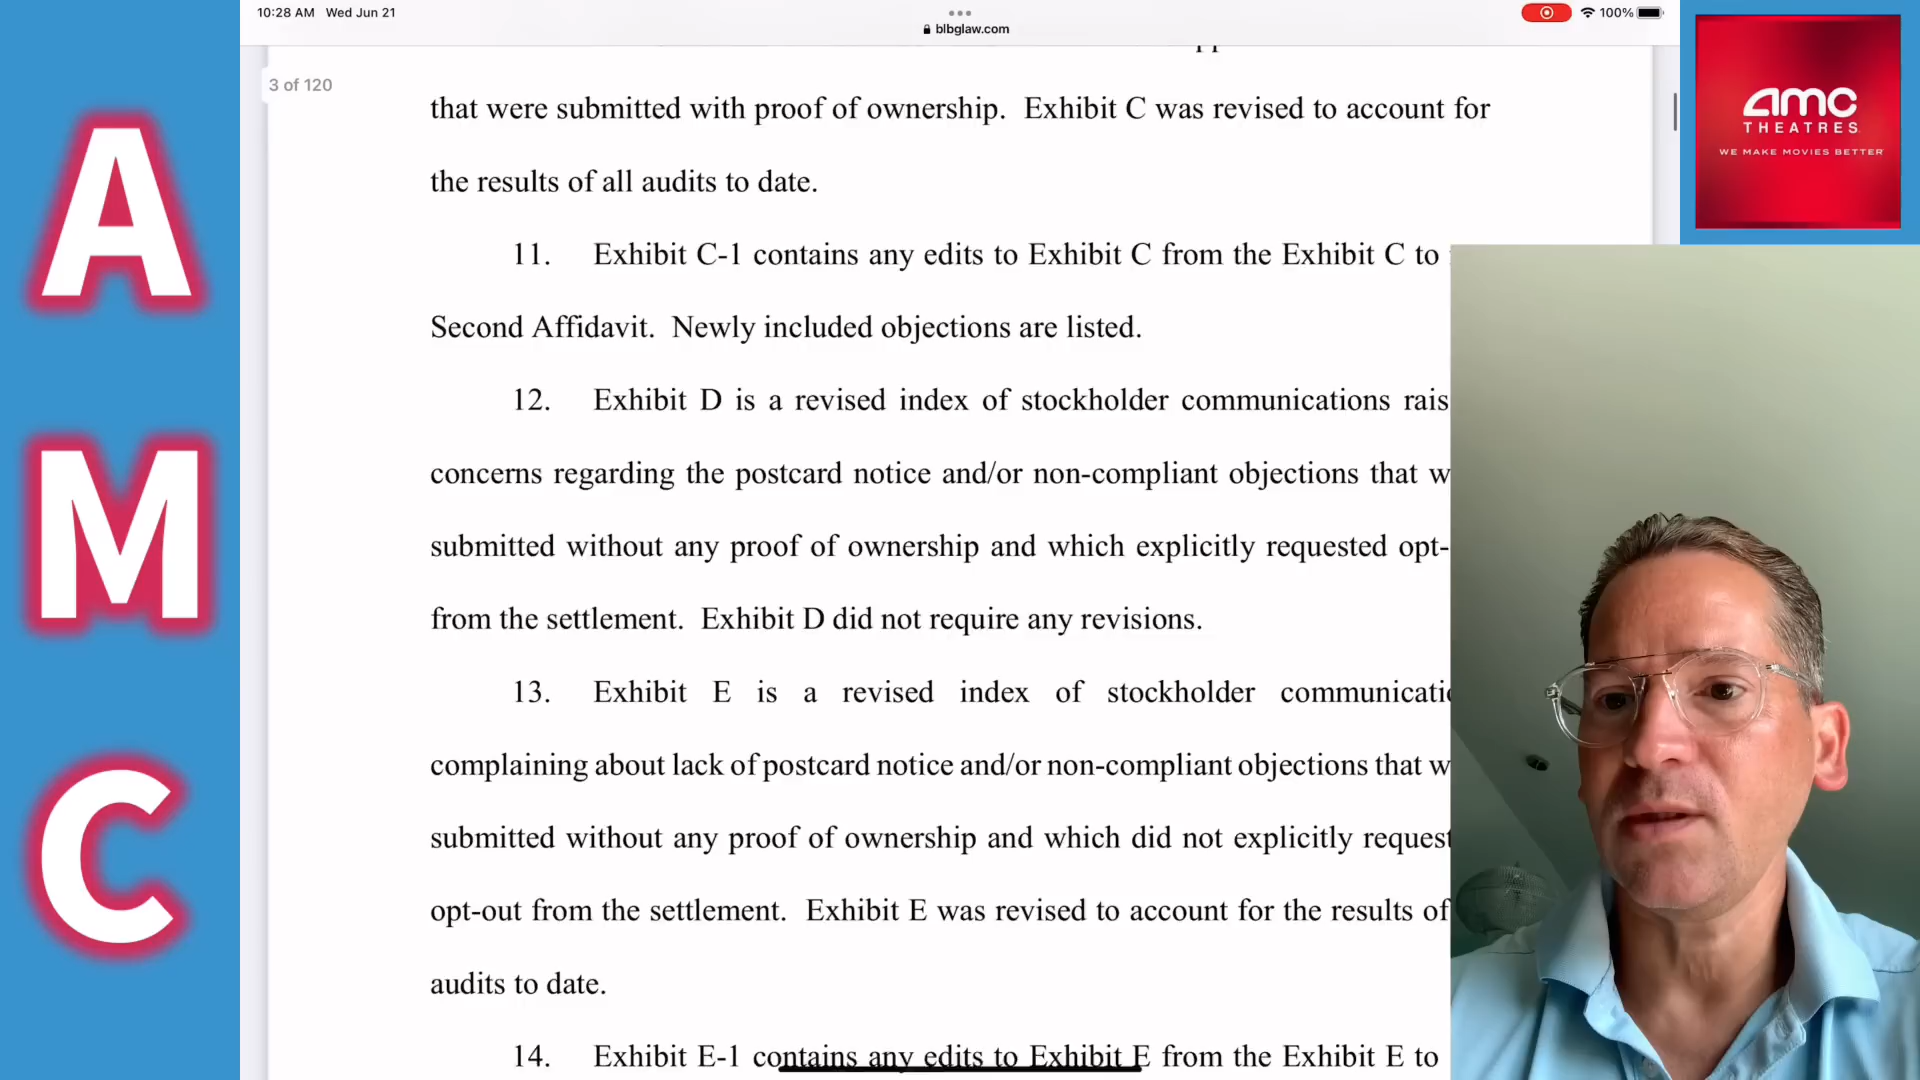 10:28 AM Wed Jun 21
blbglaw.com
100%
3 of 120
that were submitted with proof of ownership. Exhibit C was revised to account for
the results of all audits to date.
11. Exhibit C-1 contains any edits to Exhibit C from the Exhibit C to
Second Affidavit. Newly included objections are listed.
12. Exhibit D is a revised index of stockholder communications rais
concerns regarding the postcard notice and/or non-compliant objections that w
submitted without any proof of ownership and which explicitly requested opt-
from the settlement. Exhibit D did not require any revisions.
13. Exhibit E is a revised index of stockholder communicatio
complaining about lack of postcard notice and/or non-compliant objections that w
submitted without any proof of ownership and which did not explicitly request
opt-out from the settlement. Exhibit E was revised to account for the results of
audits to date.
14. Exhibit E-1 contains any edits to Exhibit E from the Exhibit E to
A
M
C
amc
THEATRES
WE MAKE MOVIES BETTER